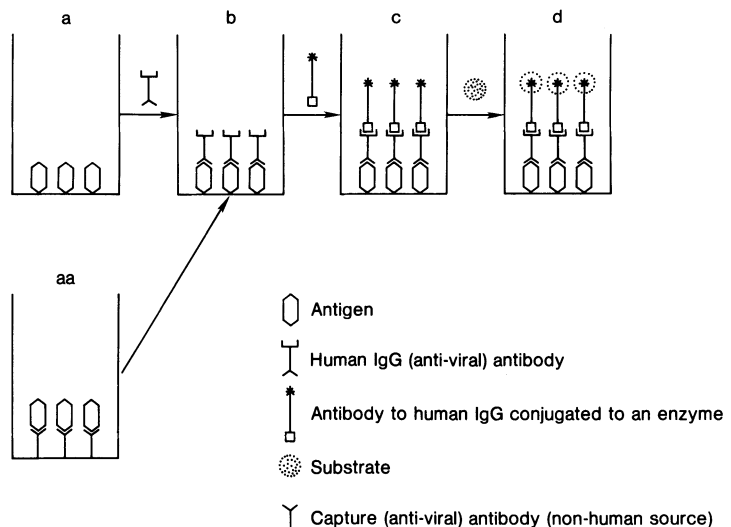 a
b
c
d
aa
Antigen
Human IgG (anti-viral) antibody
Antibody to human IgG conjugated to an enzyme
Substrate
Capture (anti-viral) antibody (non-human source)